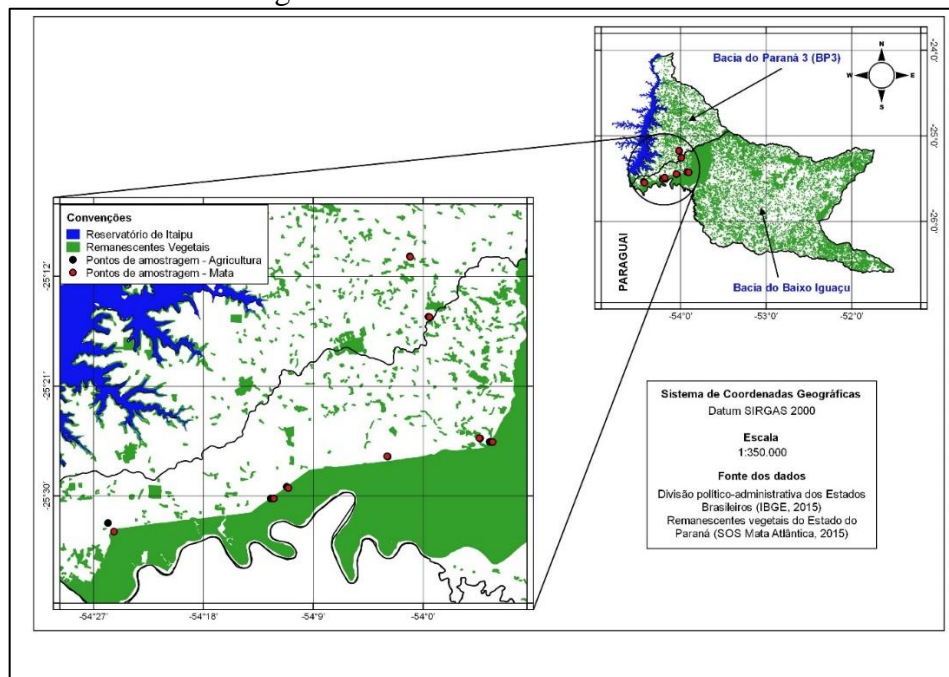 Bacia do Paraná 3 (BP3)
N
W
E
S
-24°0'
-25°0'
-26°0'
PARAGUAI
Bacia do Baixo Iguaçu
-54°0'
-53°0'
-52°0'
Convenções
Reservatório de Itaipu
Remanescentes Vegetais
Pontos de amostragem - Agricultura
Pontos de amostragem - Mata
-25°12'
-25°21'
-25°30'
-54°27'
-54°18'
-54°9'
-54°0'
Sistema de Coordenadas Geográficas
Datum SIRGAS 2000
Escala
1:350.000
Fonte dos dados
Divisão político-administrativa dos Estados
Brasileiros (IBGE, 2015)
Remanescentes vegetais do Estado do
Paraná (SOS Mata Atlântica, 2015)